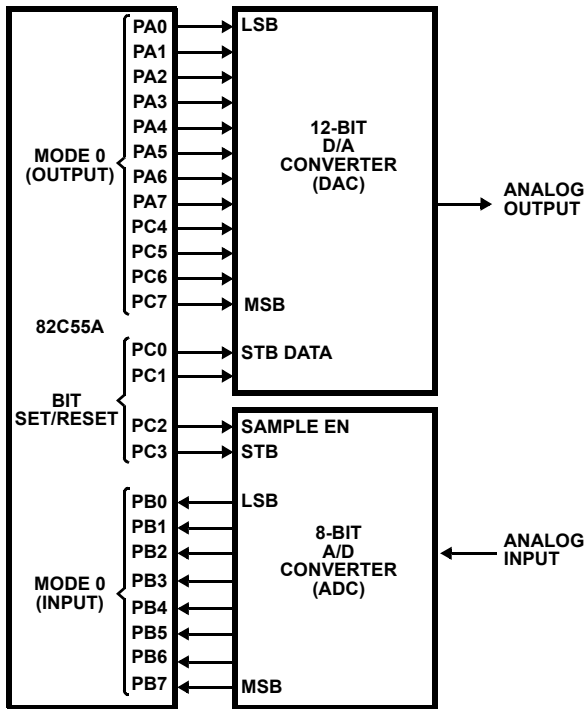 PA0
PA1
PA2
PA3
PA4
PA5
PA6
PA7
PC4
PC5
PC6
PC7
MODE 0
(OUTPUT)
82C55A
PC0
PC1
PC2
PC3
BIT
SET/RESET
PB0
PB1
PB2
PB3
PB4
PB5
PB6
PB7
MODE 0
(INPUT)
LSB
12-BIT
D/A
CONVERTER
(DAC)
MSB
STB DATA
ANALOG
OUTPUT
SAMPLE EN
STB
LSB
8-BIT
A/D
CONVERTER
(ADC)
MSB
ANALOG
INPUT